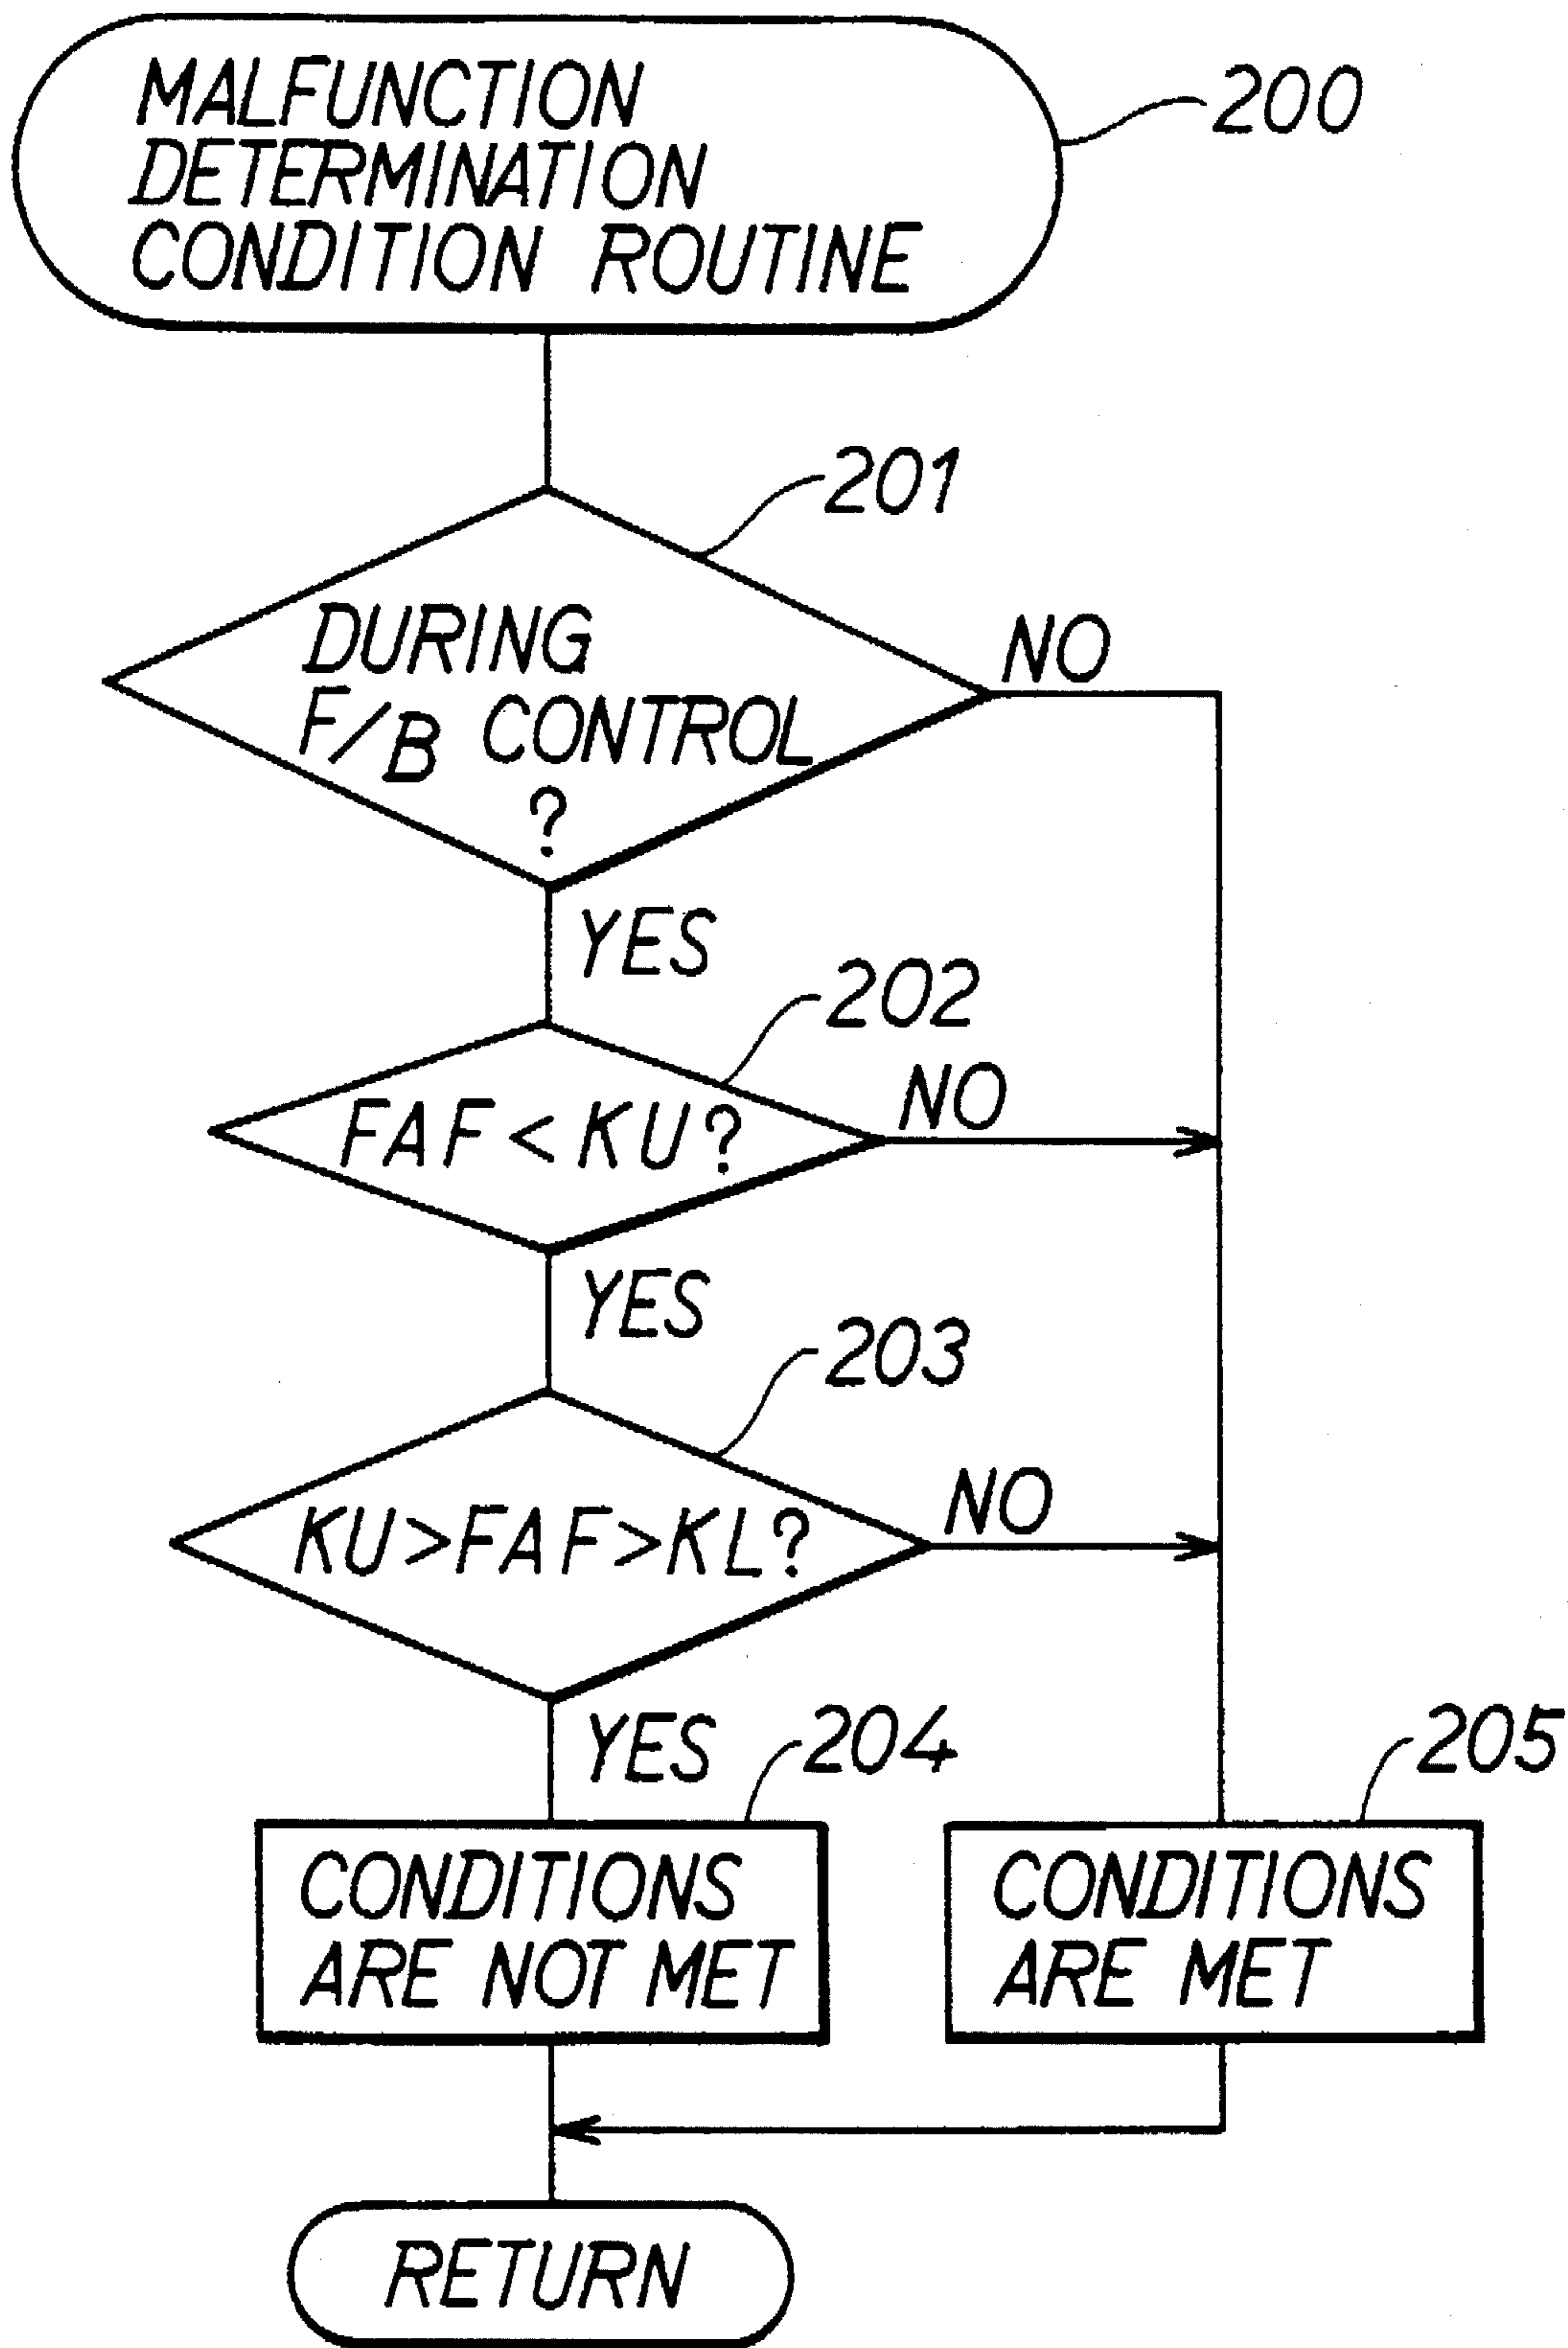 MALFUNCTION
DETERMINATION
CONDITION ROUTINE
200
201
DURING
F/B CONTROL
?
NO
YES
202
FAF<KU?
NO
YES
203
KU>FAF>KL?
NO
YES
204
205
CONDITIONS
ARE NOT MET
CONDITIONS
ARE MET
RETURN